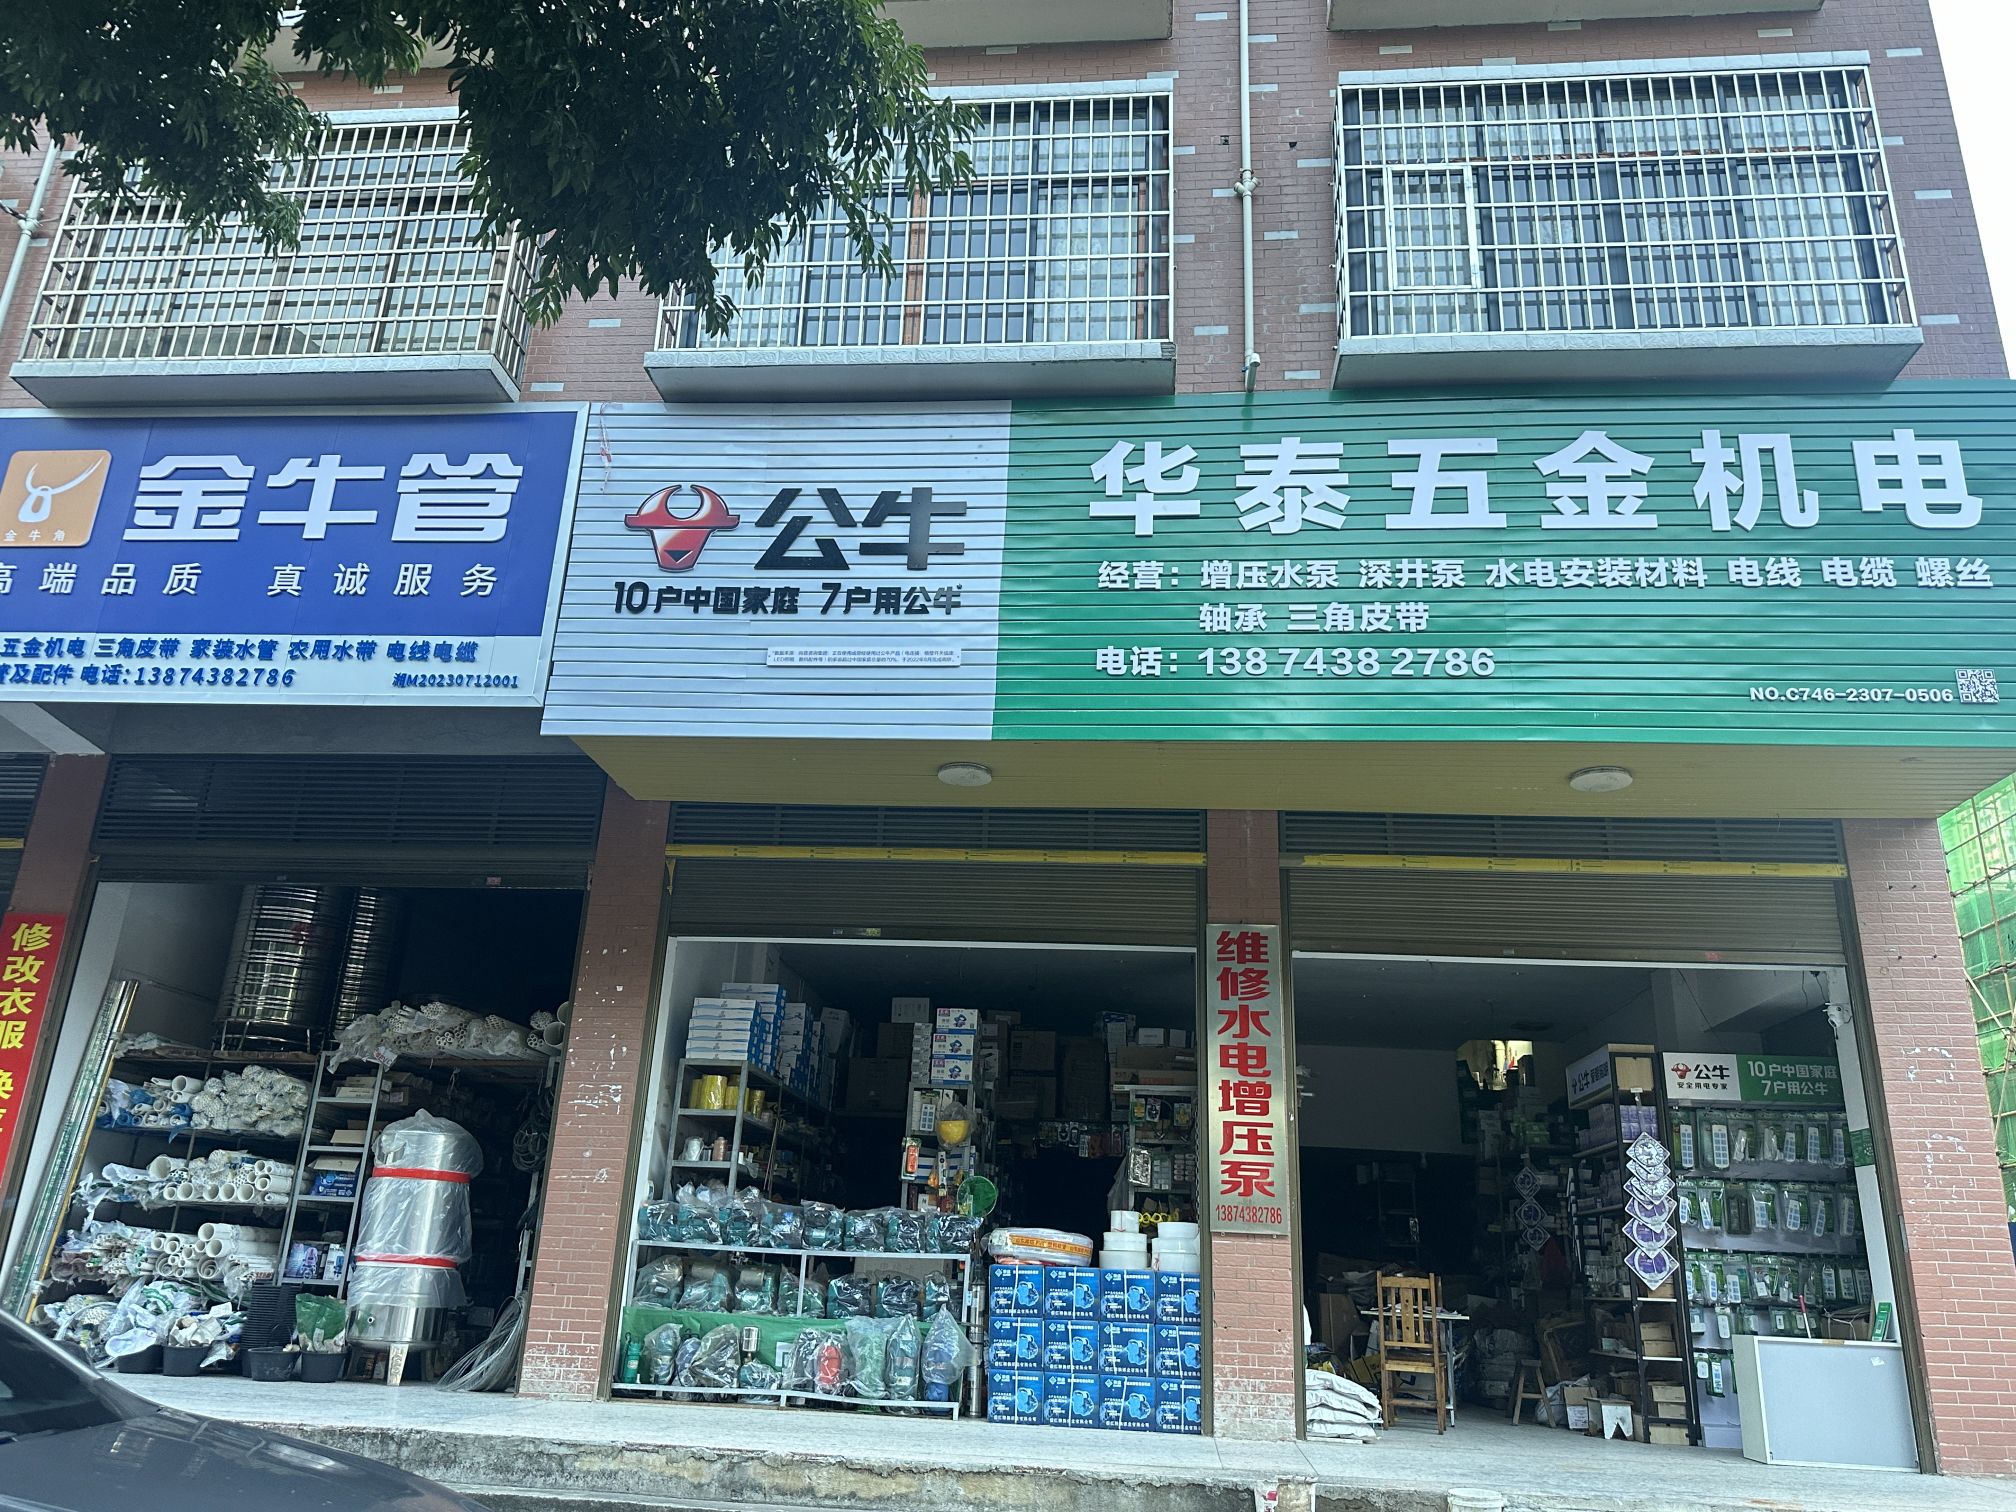 金牛角
金牛管
高端品质 真诚服务
五金机电 三角皮带 家装水管 农用水带 电线电缆
管及配件 电话:13874382786
湘M20230712001
公牛
10户中国家庭 7户用公牛
华泰五金机电
经营：增压水泵 深井泵 水电安装材料 电线 电缆 螺丝
轴承 三角皮带
电话：138 7438 2786
NO.C746-2307-0506
修改衣服
维修水电增压泵
13874382786
公牛
安全用电专家
10户中国家庭
7户用公牛
公牛